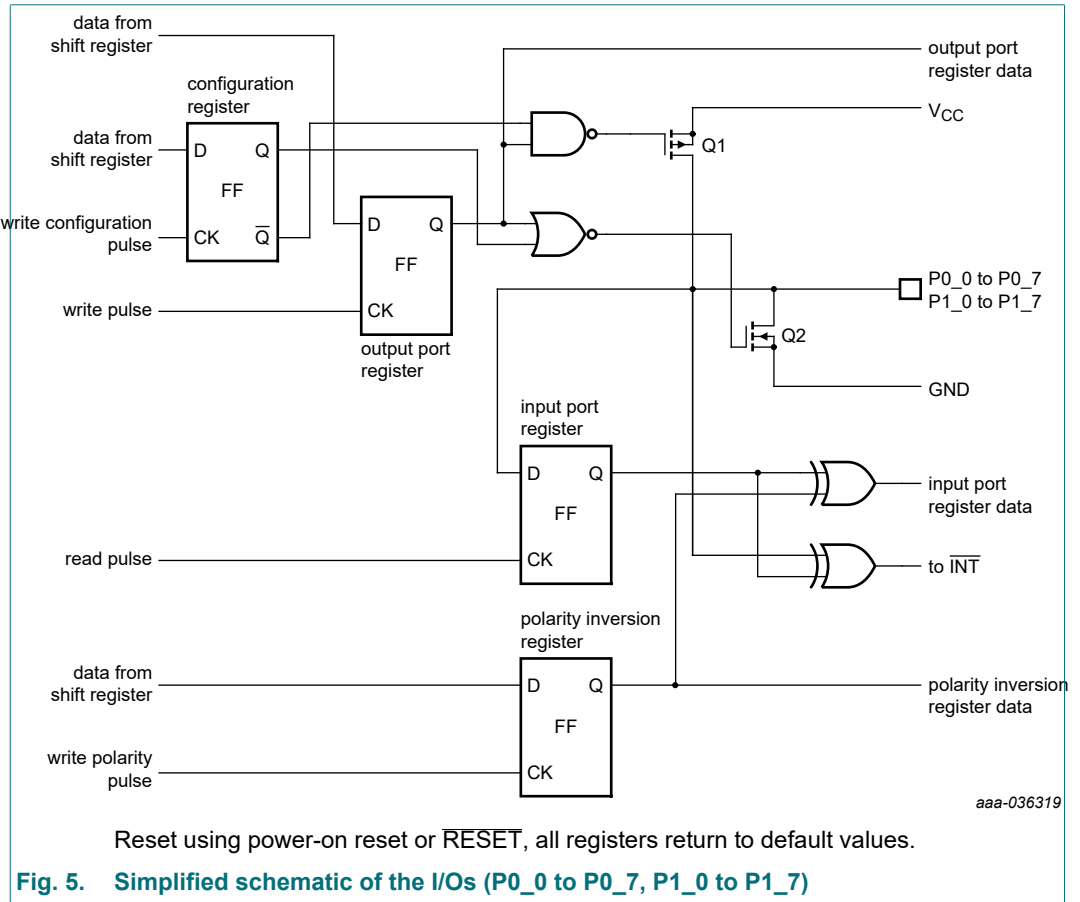 data from
shift register
output port
register data
configuration
register
V_CC
Q1
data from
shift register
D
Q
FF
write configuration
pulse
CK
Q̅
D
Q
FF
P0_0 to P0_7
P1_0 to P1_7
write pulse
CK
Q2
output port
register
GND
input port
register
D
Q
input port
register data
FF
read pulse
CK
to I̅N̅T̅
polarity inversion
register
data from
shift register
D
Q
polarity inversion
register data
FF
write polarity
pulse
CK
aaa-036319
Reset using power-on reset or R̅E̅S̅E̅T̅, all registers return to default values.
Fig. 5. Simplified schematic of the I/Os (P0_0 to P0_7, P1_0 to P1_7)